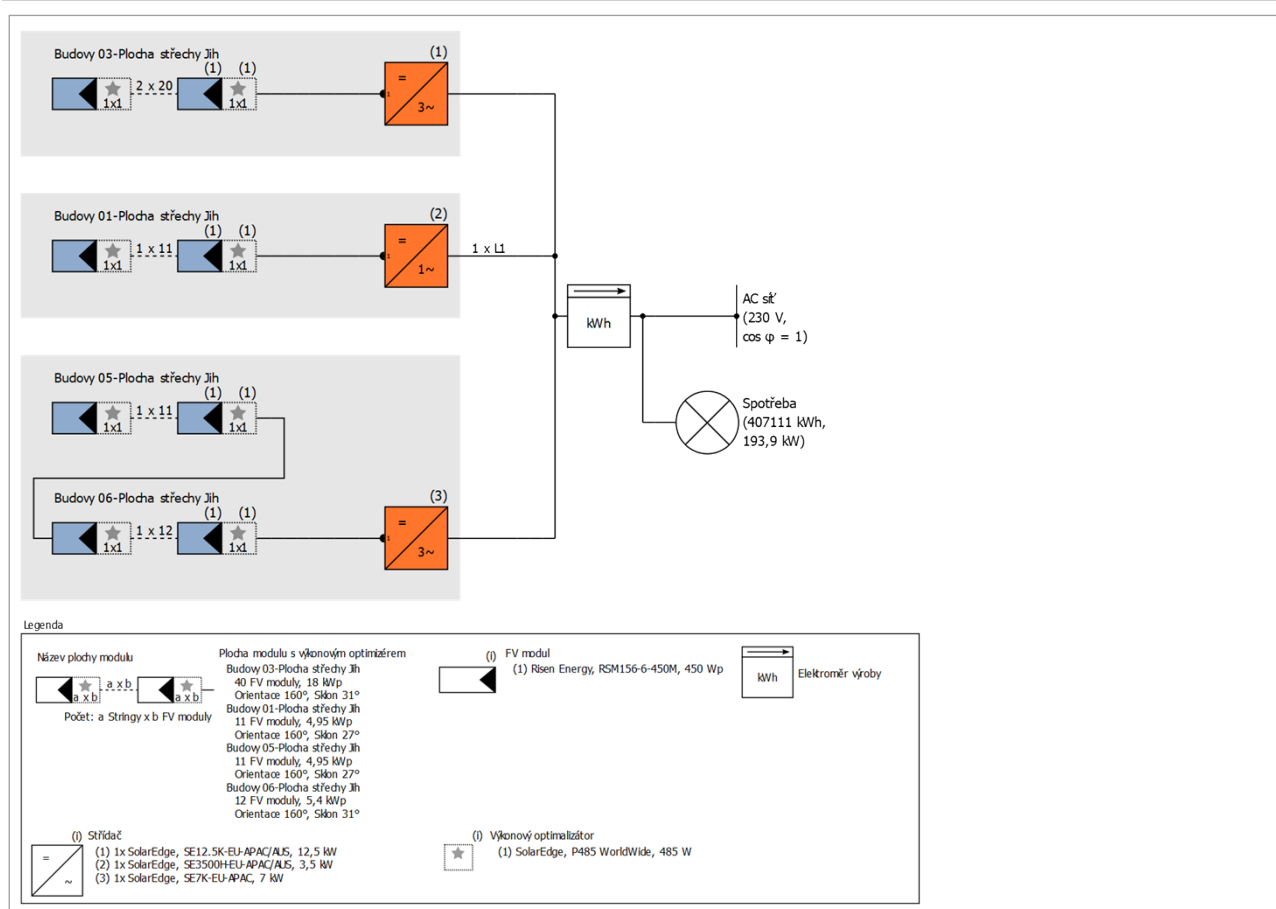 Budovy 03-Plocha střechy Jih
(1) (1)
(1)
2 x 20
1x1
1x1
=
1
3~
Budovy 01-Plocha střechy Jih
(1) (1)
(2)
1 x 11
1x1
1x1
=
1
1~
1 x L1
kWh
AC síť
(230 V,
cos φ = 1)
Spotřeba
(407111 kWh,
193,9 kW)
Budovy 05-Plocha střechy Jih
(1) (1)
1 x 11
1x1
1x1
Budovy 06-Plocha střechy Jih
(1) (1)
(3)
1 x 12
1x1
1x1
=
1
3~
Legenda
Název plochy modulu
a x b
a x b
a x b
Počet: a Stringy x b FV moduly
Plocha modulu s výkonovým optimizérem
Budovy 03-Plocha střechy Jih
40 FV moduly, 18 kWp
Orientace 160°, Sklon 31°
Budovy 01-Plocha střechy Jih
11 FV moduly, 4,95 kWp
Orientace 160°, Sklon 27°
Budovy 05-Plocha střechy Jih
11 FV moduly, 4,95 kWp
Orientace 160°, Sklon 27°
Budovy 06-Plocha střechy Jih
12 FV moduly, 5,4 kWp
Orientace 160°, Sklon 31°
(i) FV modul
(1) Risen Energy, RSM156-6-450M, 450 Wp
kWh
Elektroměr výroby
(i) Střídač
=
~
(1) 1x SolarEdge, SE12.5K-EU-APAC/AUS, 12,5 kW
(2) 1x SolarEdge, SE3500H-EU-APAC/AUS, 3,5 kW
(3) 1x SolarEdge, SE7K-EU-APAC, 7 kW
(i) Výkonový optimalizátor
(1) SolarEdge, P485 WorldWide, 485 W